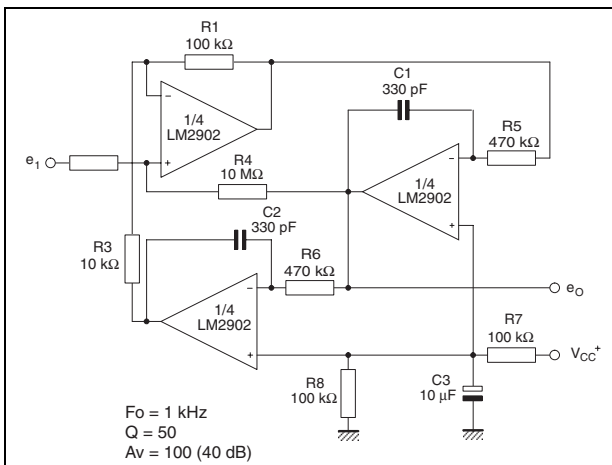 R1
100 kΩ
C1
330 pF
−
1/4
LM2902
+
R5
470 kΩ
e1
R4
10 MΩ
−
1/4
LM2902
+
C2
330 pF
R3
10 kΩ
R6
470 kΩ
−
1/4
LM2902
+
eO
R7
100 kΩ
VCC+
R8
100 kΩ
C3
10 µF
Fo = 1 kHz
Q = 50
Av = 100 (40 dB)